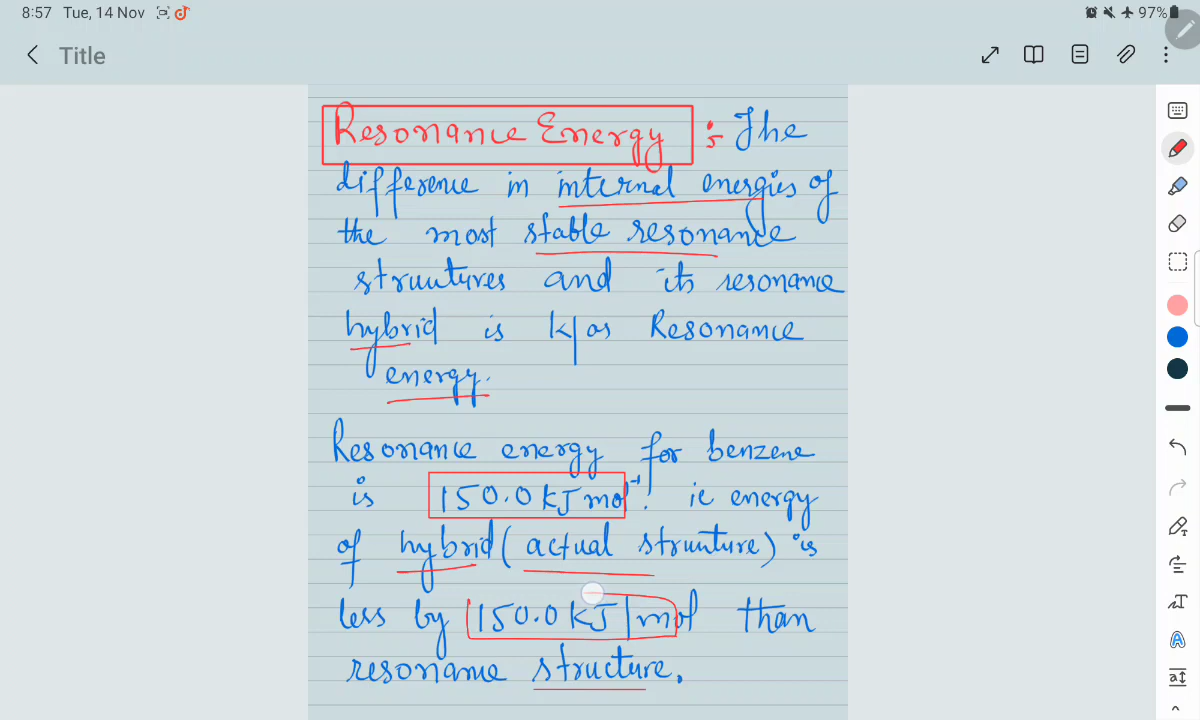 8:57 Tue, 14 Nov 97%
Title
Resonance Energy :- The
difference in internal energies of
the most stable resonance
structures and its resonance
hybrid is k/as Resonance
energy.
Resonance energy for benzene
is 150.0 kJ mol⁻¹. ie energy
of hybrid (actual structure) is
less by 150.0 kJ/mol than
resonance structure.